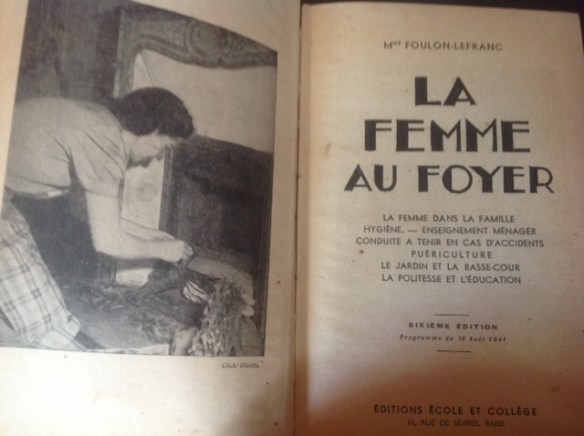 Mme FOULON-LEFRANC
LA
FEMME
AU FOYER
LA FEMME DANS LA FAMILLE
HYGIÈNE. — ENSEIGNEMENT MÉNAGER
CONDUITE A TENIR EN CAS D'ACCIDENTS
PUÉRICULTURE
LE JARDIN ET LA BASSE-COUR
LA POLITESSE ET L'ÉDUCATION
SIXIÈME ÉDITION
Programme du 16 Août 1941
ÉDITIONS ÉCOLE ET COLLÈGE
11, RUE DE SÈVRES, PARIS